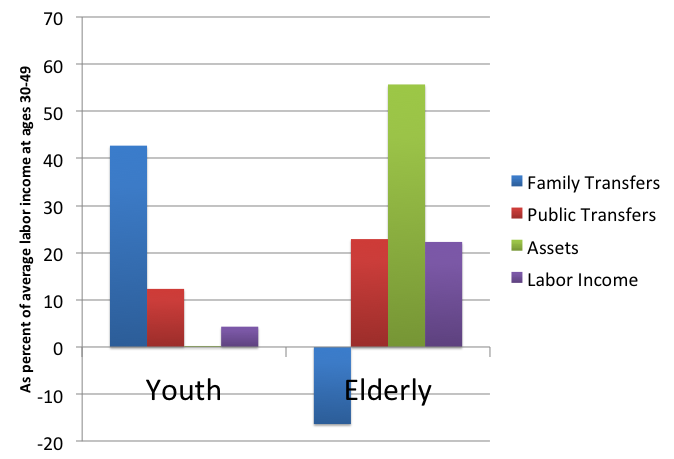 As percent of average labor income at ages 30-49
70
60
50
40
30
20
10
0
-10
-20
Youth
Elderly
Family Transfers
Public Transfers
Assets
Labor Income